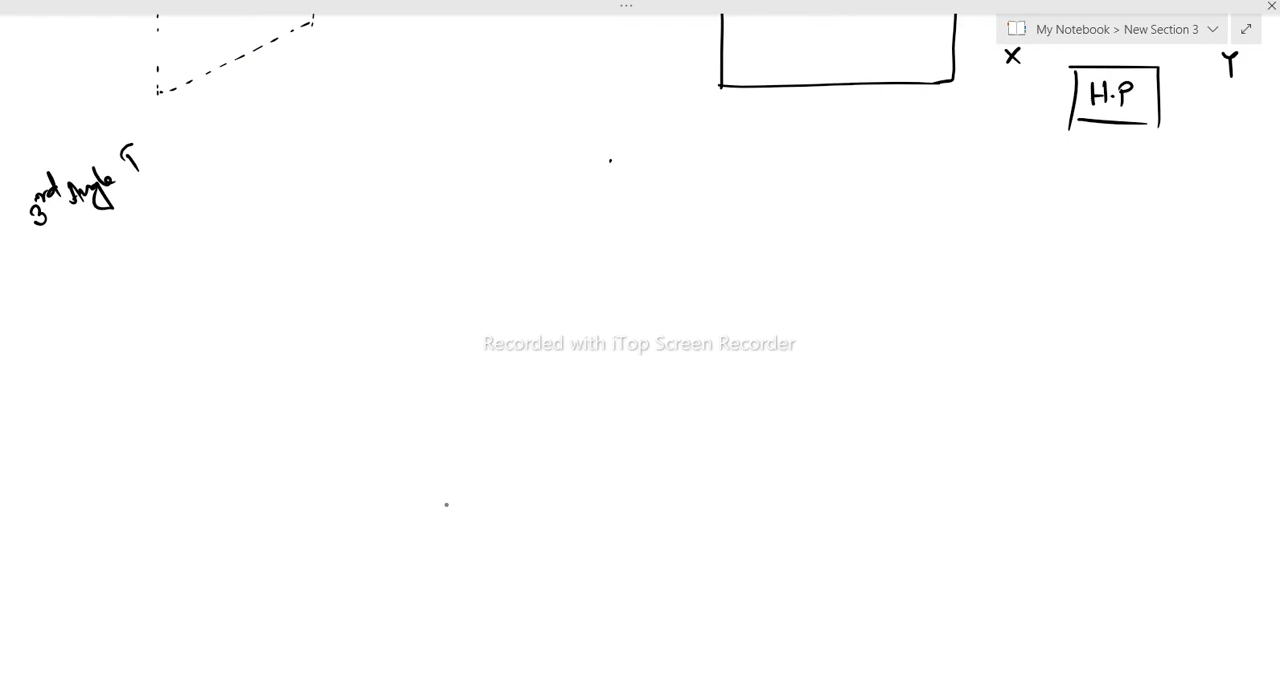 My Notebook > New Section 3
X Y
H.P
3rd Angle
Recorded with iTop Screen Recorder